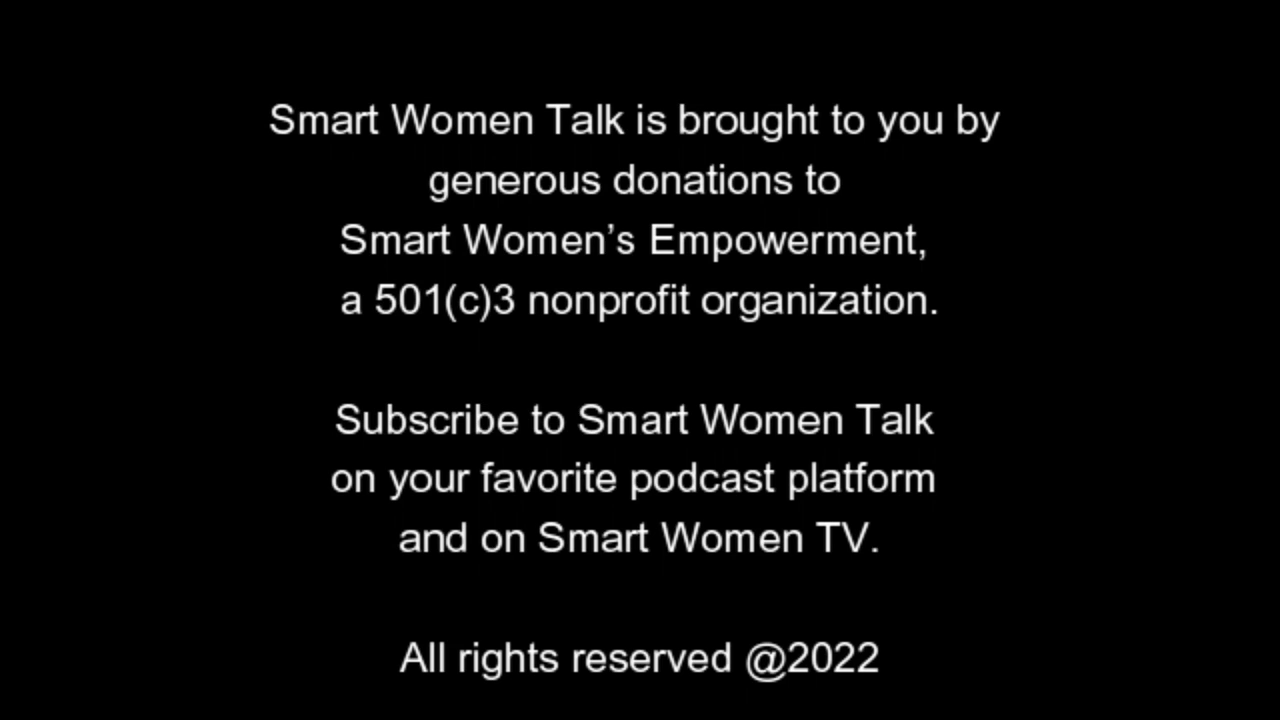 Smart Women Talk is brought to you by
generous donations to
Smart Women’s Empowerment,
a 501(c)3 nonprofit organization.
Subscribe to Smart Women Talk
on your favorite podcast platform
and on Smart Women TV.
All rights reserved @2022